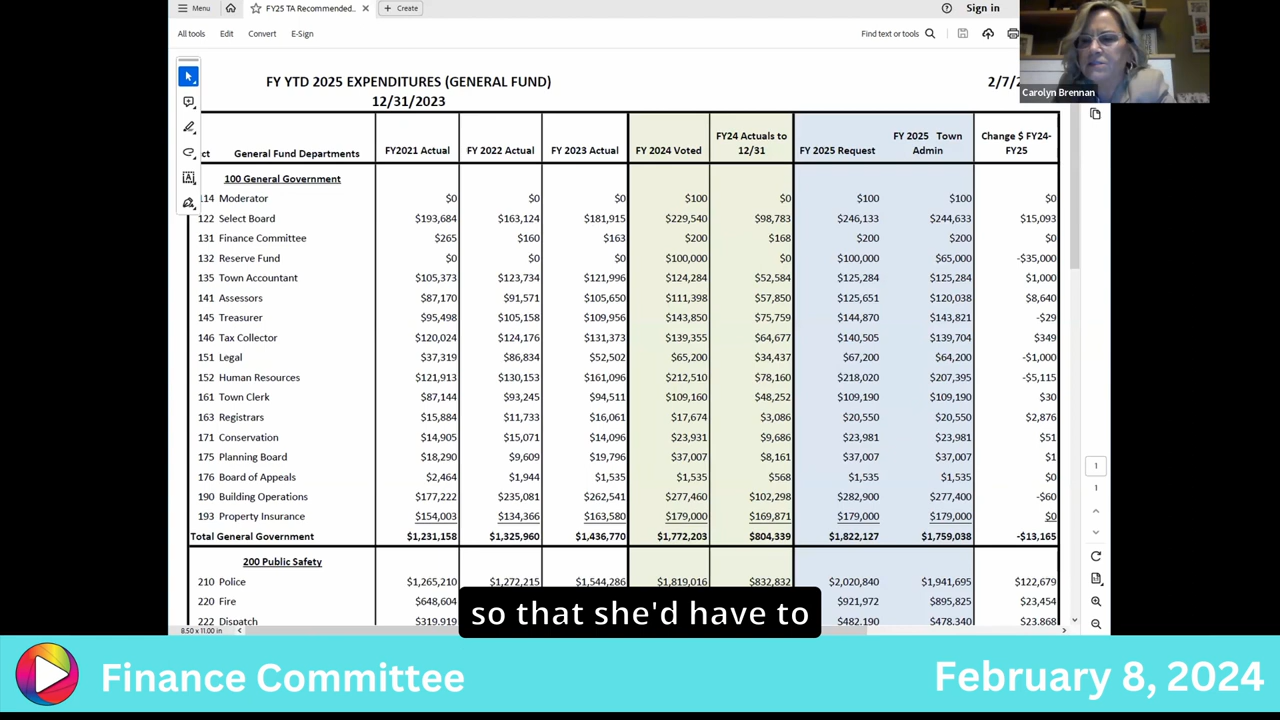 Menu FY25 TA Recommended.. Create Sign in
All tools Edit Convert E-Sign Find text or tools
FY YTD 2025 EXPENDITURES (GENERAL FUND) 2/7/
12/31/2023
Carolyn Brennan
ct General Fund Departments FY2021 Actual FY 2022 Actual FY 2023 Actual FY 2024 Voted FY24 Actuals to 12/31 FY 2025 Request FY 2025 Town Admin Change $ FY24-FY25
100 General Government
114 Moderator $0 $0 $0 $100 $0 $100 $100 $0
122 Select Board $193,684 $163,124 $181,915 $229,540 $98,783 $246,133 $244,633 $15,093
131 Finance Committee $265 $160 $163 $200 $168 $200 $200 $0
132 Reserve Fund $0 $0 $0 $100,000 $0 $100,000 $65,000 -$35,000
135 Town Accountant $105,373 $123,734 $121,996 $124,284 $52,584 $125,284 $125,284 $1,000
141 Assessors $87,170 $91,571 $105,650 $111,398 $57,850 $125,651 $120,038 $8,640
145 Treasurer $95,498 $105,158 $109,956 $143,850 $75,759 $144,870 $143,821 -$29
146 Tax Collector $120,024 $124,176 $131,373 $139,355 $64,677 $140,505 $139,704 $349
151 Legal $37,319 $86,834 $52,502 $65,200 $34,437 $67,200 $64,200 -$1,000
152 Human Resources $121,913 $130,153 $161,096 $212,510 $78,160 $218,020 $207,395 -$5,115
161 Town Clerk $87,144 $93,245 $94,511 $109,160 $48,252 $109,190 $109,190 $30
163 Registrars $15,884 $11,733 $16,061 $17,674 $3,086 $20,550 $20,550 $2,876
171 Conservation $14,905 $15,071 $14,096 $23,931 $9,686 $23,981 $23,981 $51
175 Planning Board $18,290 $9,609 $19,796 $37,007 $8,161 $37,007 $37,007 $1
176 Board of Appeals $2,464 $1,944 $1,535 $1,535 $568 $1,535 $1,535 $0
190 Building Operations $177,222 $235,081 $262,541 $277,460 $102,298 $282,900 $277,400 -$60
193 Property Insurance $154,003 $134,366 $163,580 $179,000 $169,871 $179,000 $179,000 $0
Total General Government $1,231,158 $1,325,960 $1,436,770 $1,772,203 $804,339 $1,822,127 $1,759,038 -$13,165
200 Public Safety
210 Police $1,265,210 $1,272,215 $1,544,286 $1,819,016 $832,832 $2,020,840 $1,941,695 $122,679
220 Fire $648,604 $921,972 $895,825 $23,454
222 Dispatch $319,919 $482,190 $478,340 $23,868
1
1
8.50 x 11.00 in
so that she'd have to
Finance Committee February 8, 2024